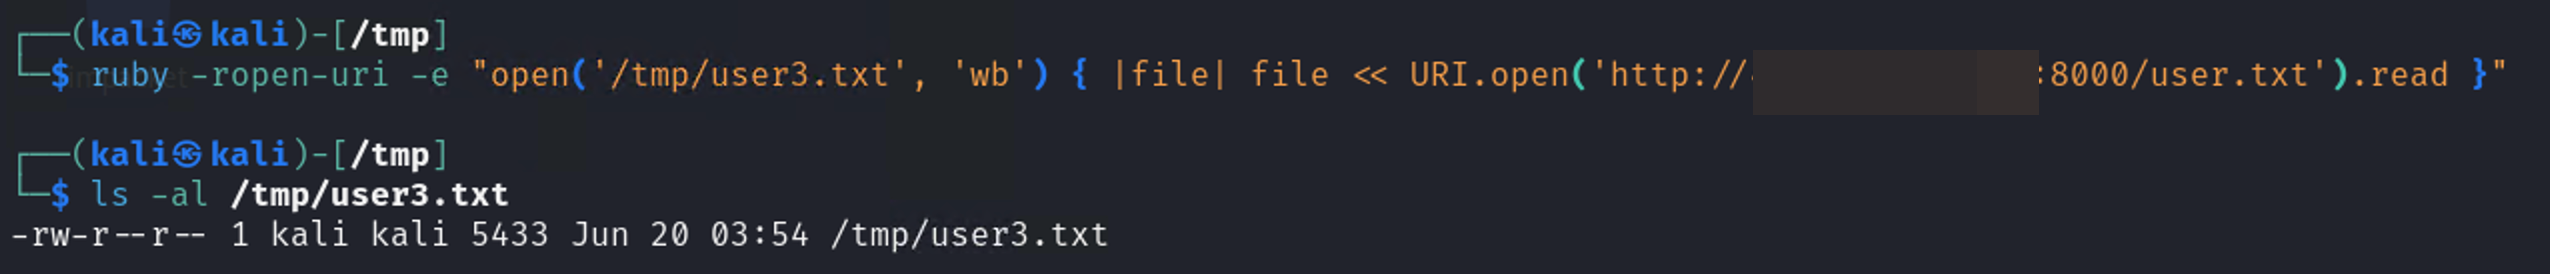 ┌──(kali㉿kali)-[/tmp]
└─$ ruby -ropen-uri -e "open('/tmp/user3.txt', 'wb') { |file| file << URI.open('http:// :8000/user.txt').read }"
┌──(kali㉿kali)-[/tmp]
└─$ ls -al /tmp/user3.txt
-rw-r--r-- 1 kali kali 5433 Jun 20 03:54 /tmp/user3.txt